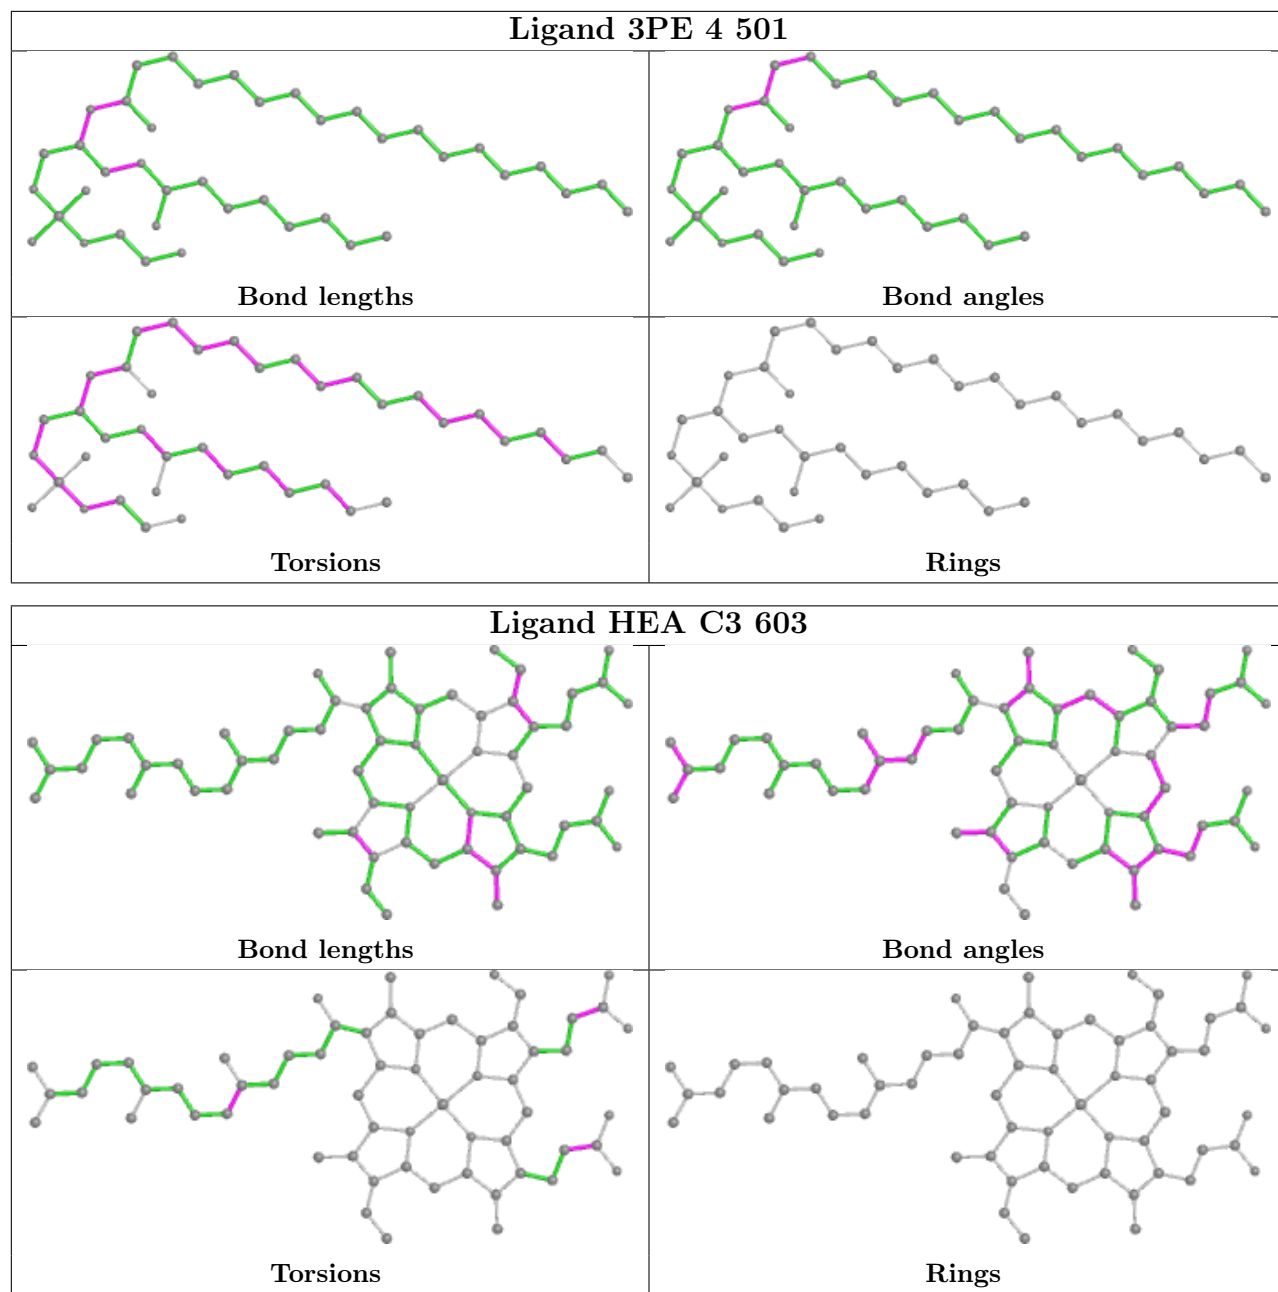 Ligand 3PE 4 501
Bond lengths
Bond angles
Torsions
Rings
Ligand HEA C3 603
Bond lengths
Bond angles
Torsions
Rings